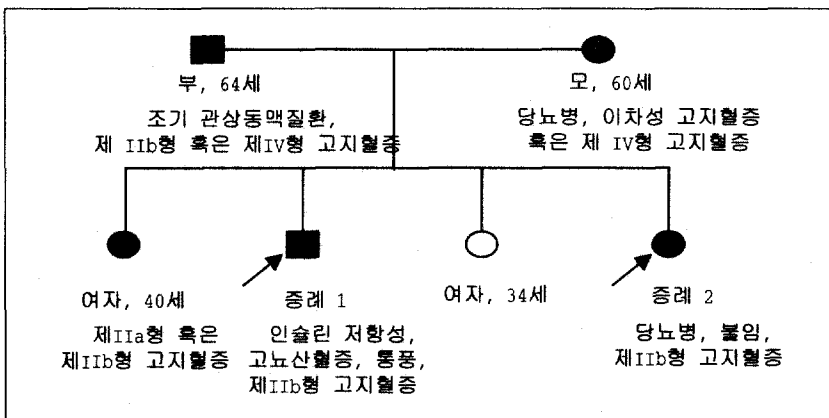 부, 64세
조기 관상동맥질환,
제 IIb형 혹은 제IV형 고지혈증
모, 60세
당뇨병, 이차성 고지혈증
혹은 제 IV형 고지혈증
여자, 40세
제IIa형 혹은
제IIb형 고지혈증
증례 1
인슐린 저항성,
고뇨산혈증, 통풍,
제IIb형 고지혈증
여자, 34세
증례 2
당뇨병, 불임,
제IIb형 고지혈증